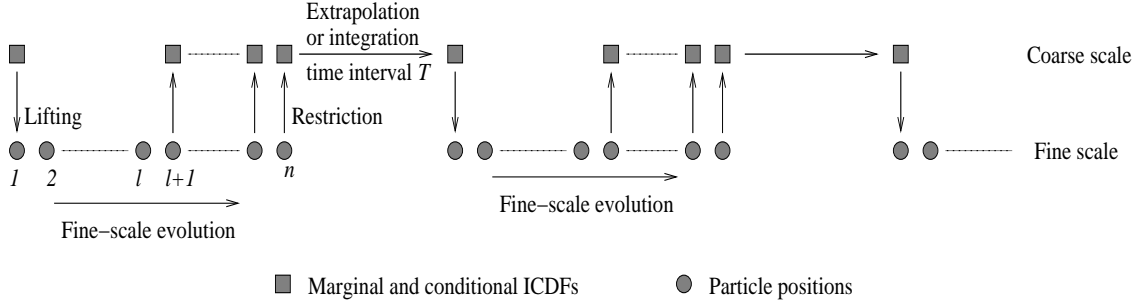 Extrapolation
or integration
time interval T
Coarse scale
Lifting
Restriction
Fine scale
1 2 l l+1 n
Fine−scale evolution
Fine−scale evolution
Marginal and conditional ICDFs
Particle positions